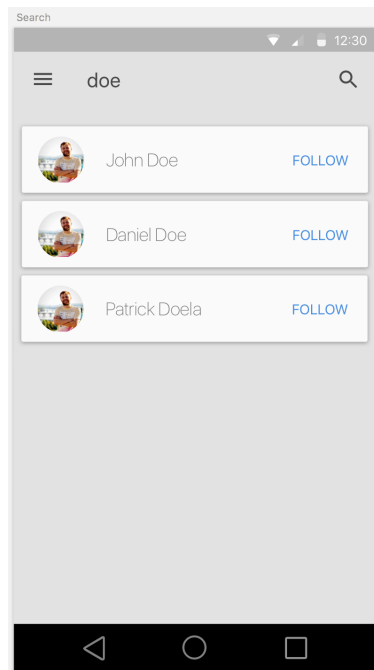 Search
12:30
doe
John Doe
FOLLOW
Daniel Doe
FOLLOW
Patrick Doela
FOLLOW